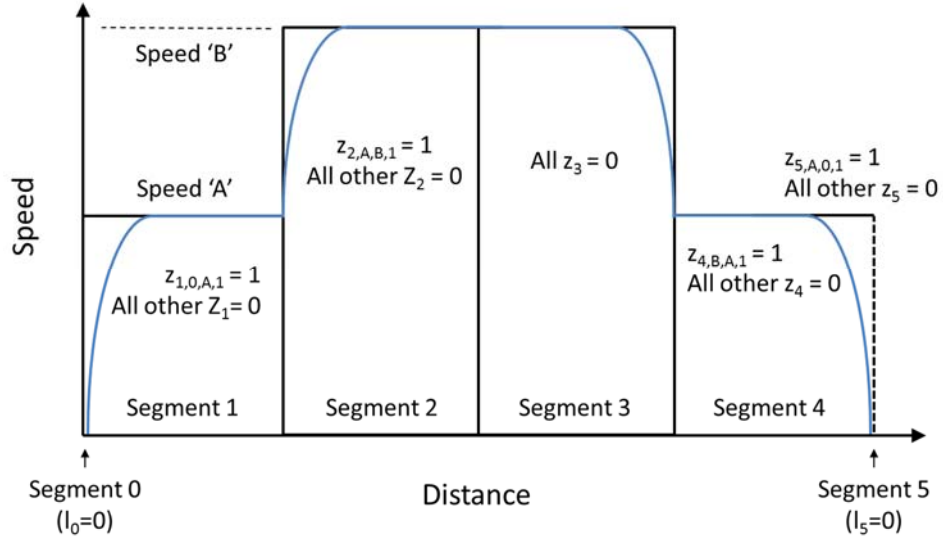 Speed ‘B’
z2,A,B,1 = 1
All other Z2 = 0
All z3 = 0
z5,A,0,1 = 1
All other z5 = 0
Speed ‘A’
Speed
z1,0,A,1 = 1
All other Z1= 0
z4,B,A,1 = 1
All other z4 = 0
Segment 1
Segment 2
Segment 3
Segment 4
Segment 0
(l0=0)
Distance
Segment 5
(l5=0)